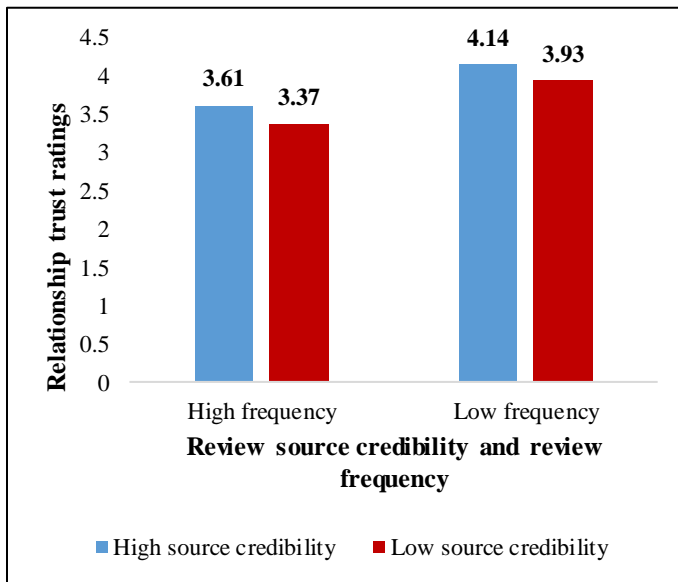 Relationship trust ratings
4.5
4
3.5
3
2.5
2
1.5
1
0.5
0
3.61
3.37
4.14
3.93
High frequency
Low frequency
Review source credibility and review
frequency
High source credibility
Low source credibility